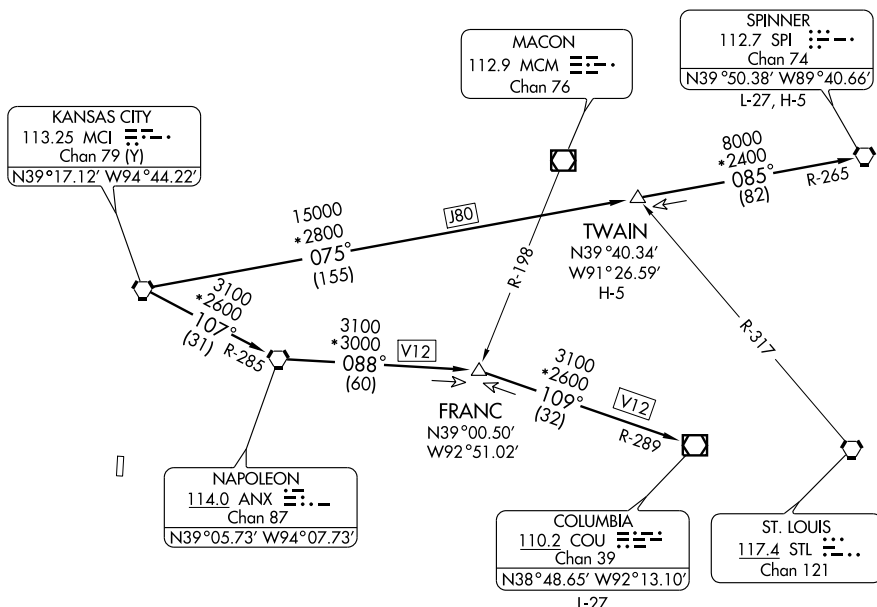 SPINNER
112.7 SPI
Chan 74
N39°50.38' W89°40.66'
L-27, H-5
MACON
112.9 MCM
Chan 76
KANSAS CITY
113.25 MCI
Chan 79 (Y)
N39°17.12' W94°44.22'
8000
*2400
085°
(82)
R-265
15000
*2800
075°
(155)
J80
TWAIN
N39°40.34'
W91°26.59'
H-5
R-198
R-317
3100
*2600
107°
(31)
R-285
3100
*3000
088°
(60)
V12
3100
*2600
109°
(32)
V12
R-289
FRANC
N39°00.50'
W92°51.02'
NAPOLEON
114.0 ANX
Chan 87
N39°05.73' W94°07.73'
COLUMBIA
110.2 COU
Chan 39
N38°48.65' W92°13.10'
L-27
ST. LOUIS
117.4 STL
Chan 121